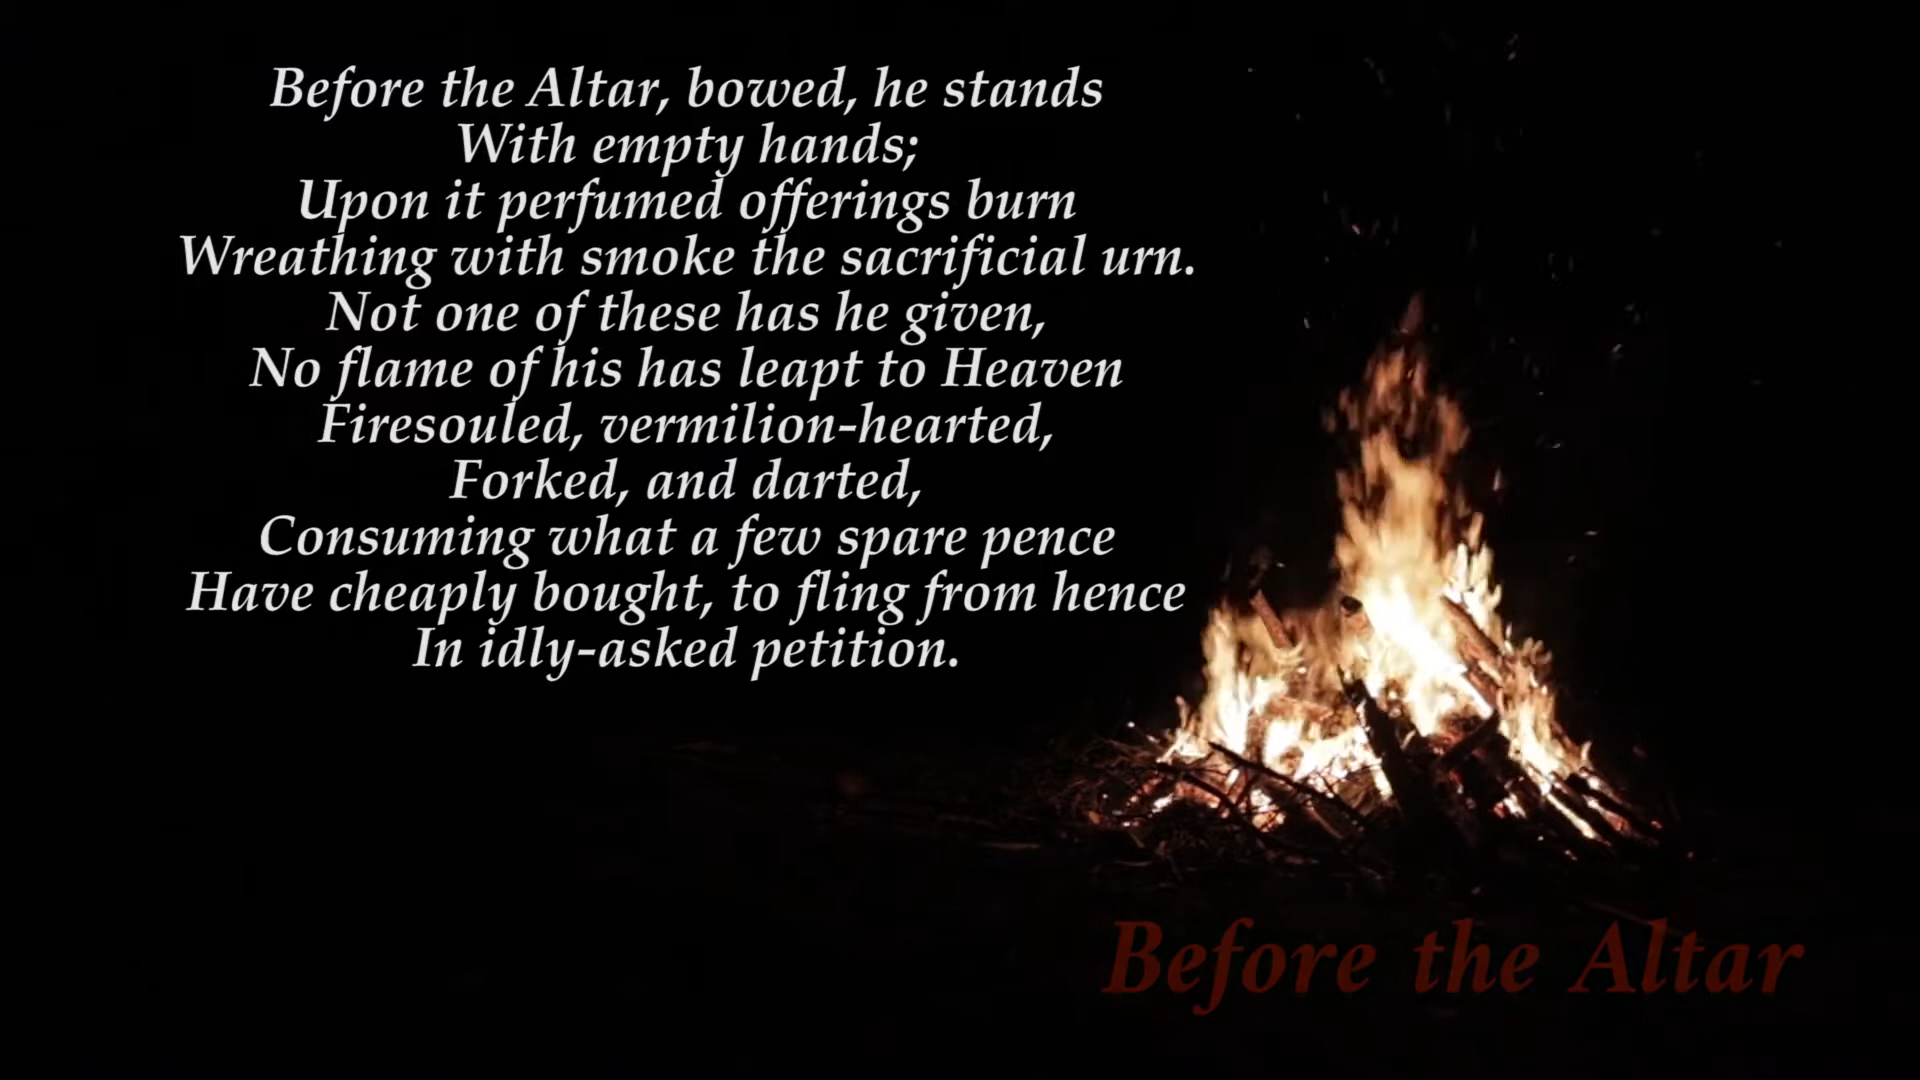 Before the Altar, bowed, he stands
With empty hands;
Upon it perfumed offerings burn
Wreathing with smoke the sacrificial urn.
Not one of these has he given,
No flame of his has leapt to Heaven
Firesouled, vermilion-hearted,
Forked, and darted,
Consuming what a few spare pence
Have cheaply bought, to fling from hence
In idly-asked petition.
Before the Altar